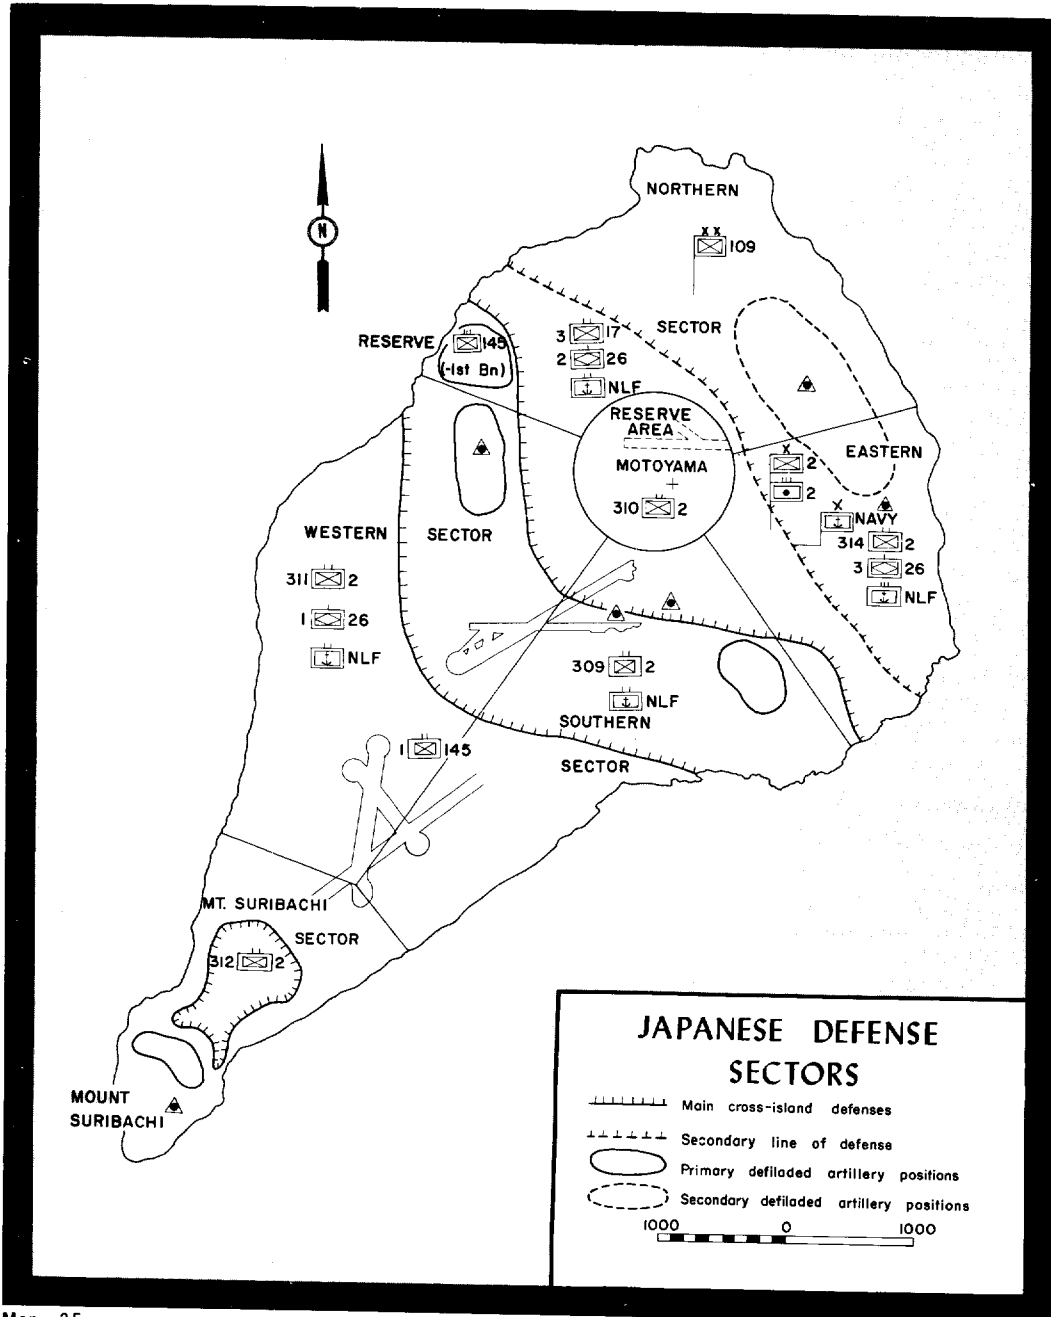 NORTHERN
N
X X
109
SECTOR
RESERVE
145
(-1st Bn)
3 17
2 26
NLF
RESERVE
AREA
MOTOYAMA
310 2
EASTERN
X
2
2
X
NAVY
314 2
3 26
NLF
WESTERN
SECTOR
311 2
1 26
NLF
309 2
NLF
SOUTHERN
SECTOR
1 145
MT. SURIBACHI
SECTOR
312 2
MOUNT
SURIBACHI
JAPANESE DEFENSE
SECTORS
Main cross-island defenses
Secondary line of defense
Primary defiladed artillery positions
Secondary defiladed artillery positions
1000 0 1000